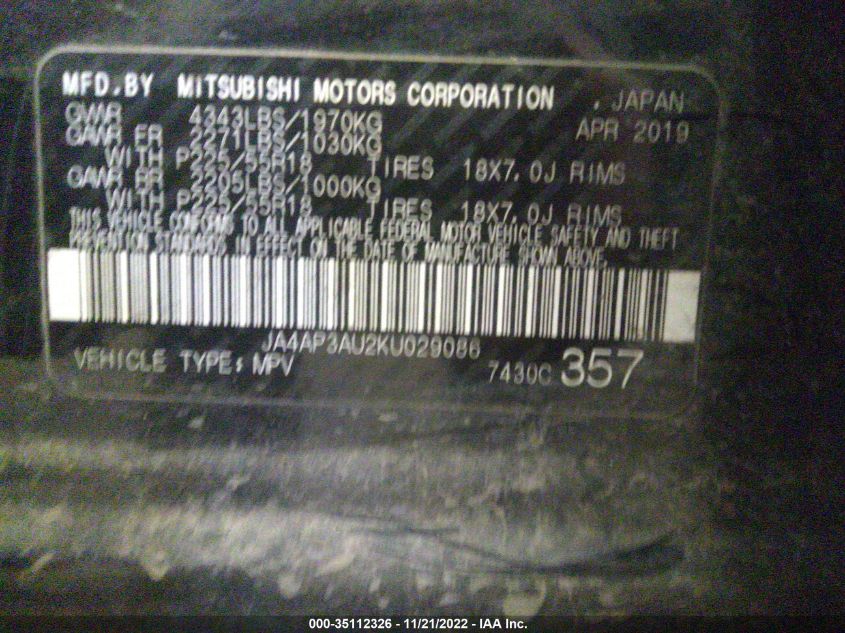 MFD.BY MITSUBISHI MOTORS CORPORATION , JAPAN
GVWR 4343LBS/1970KG APR 2019
GAWR FR 2271LBS/1030KG
WITH P225/55R18 TIRES 18X7.0J RIMS
GAWR RR 2205LBS/1000KG
WITH P225/55R18 TIRES 18X7.0J RIMS
THIS VEHICLE CONFORMS TO ALL APPLICABLE FEDERAL MOTOR VEHICLE SAFETY AND THEFT
PREVENTION STANDARDS IN EFFECT ON THE DATE OF MANUFACTURE SHOWN ABOVE.
JA4AP3AU2KU029086
VEHICLE TYPE: MPV 7430C 357
000-35112326 - 11/21/2022 - IAA Inc.